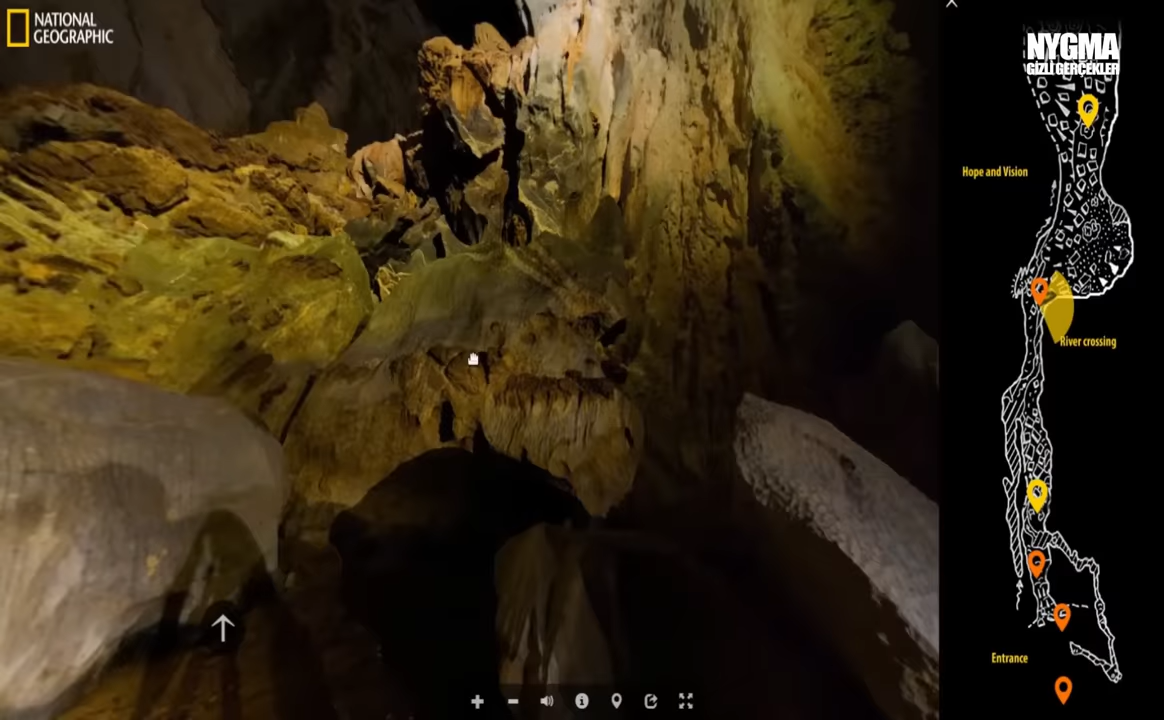 NATIONAL
GEOGRAPHIC
NYGMA
GİZLİ GERÇEKLER
Hope and Vision
River crossing
Entrance